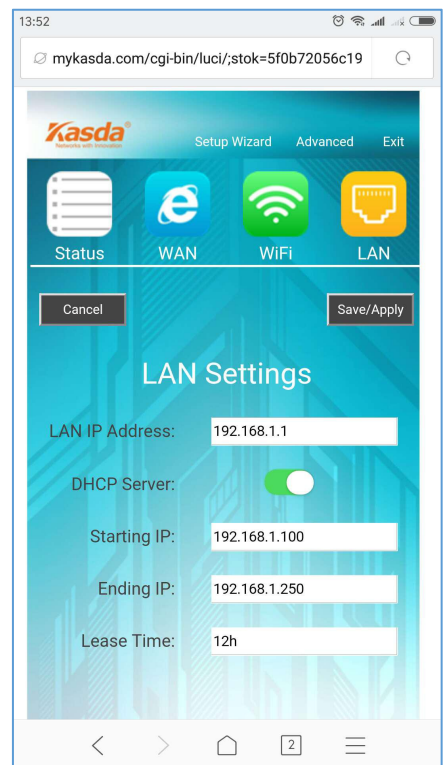 13:52
mykasda.com/cgi-bin/luci/;stok=5f0b72056c19
Kasda®
Networks with Innovation
Setup Wizard Advanced Exit
Status WAN WiFi LAN
Cancel Save/Apply
LAN Settings
LAN IP Address: 192.168.1.1
DHCP Server:
Starting IP: 192.168.1.100
Ending IP: 192.168.1.250
Lease Time: 12h
2